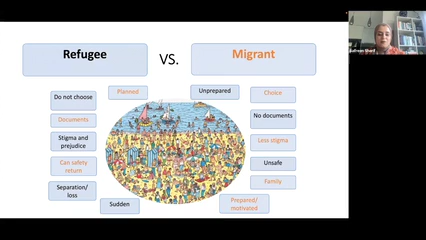 Refugee
VS.
Migrant
Do not choose
Planned
Unprepared
Choice
Documents
No documents
Stigma and
prejudice
Less stigma
Can safety
return
Unsafe
Separation/
loss
Family
Sudden
Prepared/
motivated